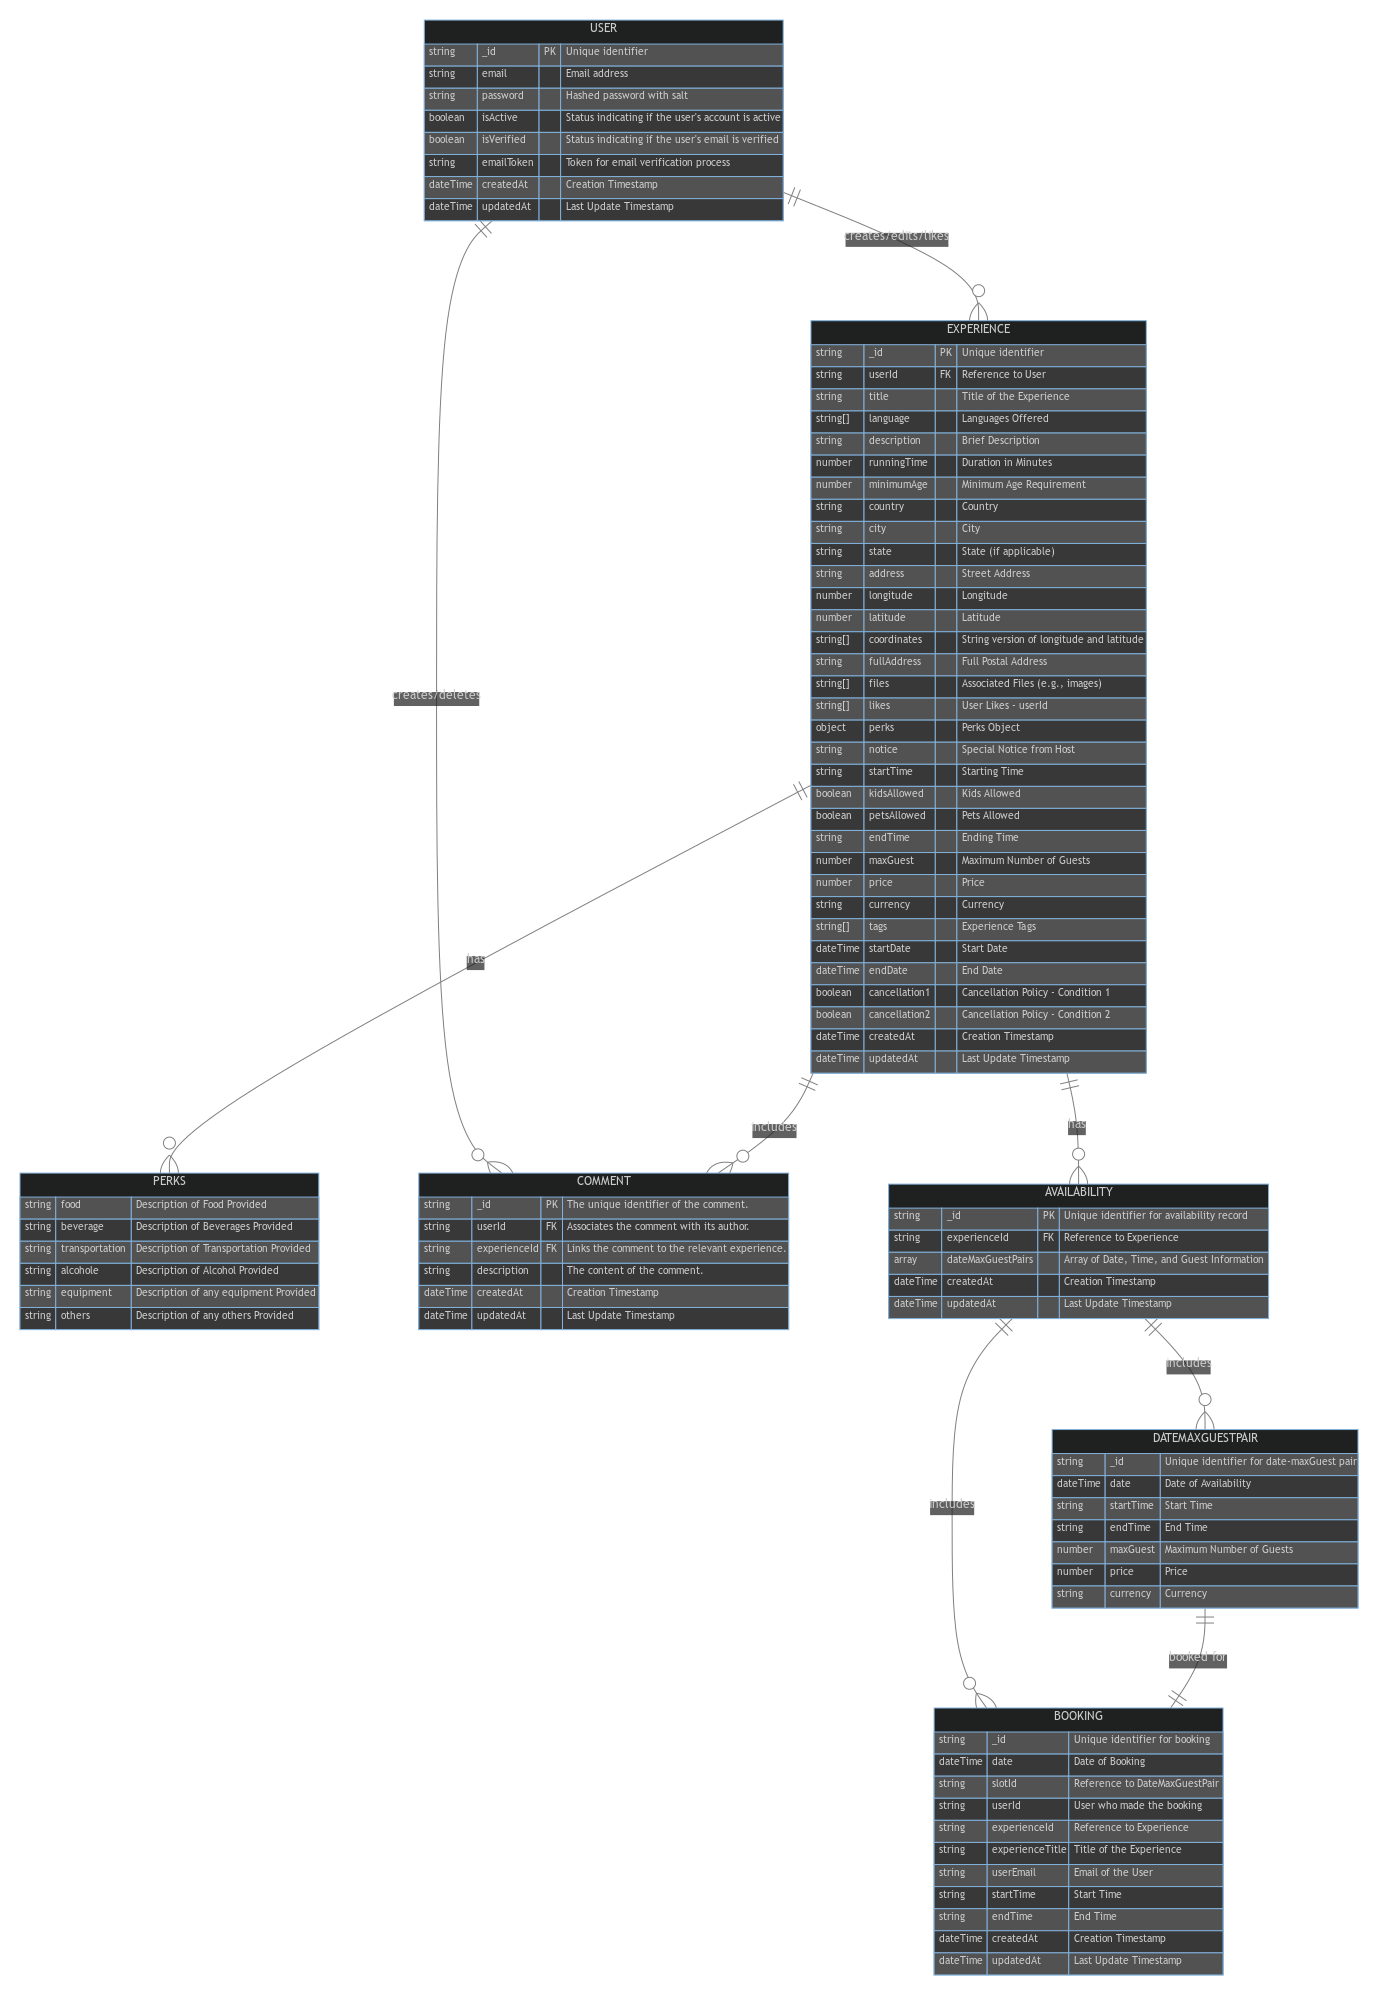 USER
string _id PK Unique identifier
string email Email address
string password Hashed password with salt
boolean isActive Status indicating if the user's account is active
boolean isVerified Status indicating if the user's email is verified
string emailToken Token for email verification process
dateTime createdAt Creation Timestamp
dateTime updatedAt Last Update Timestamp
creates/edits/likes
EXPERIENCE
string _id PK Unique identifier
string userId FK Reference to User
string title Title of the Experience
string[] language Languages Offered
string description Brief Description
number runningTime Duration in Minutes
number minimumAge Minimum Age Requirement
string country Country
string city City
string state State (if applicable)
string address Street Address
number longitude Longitude
number latitude Latitude
string[] coordinates String version of longitude and latitude
string fullAddress Full Postal Address
string[] files Associated Files (e.g., images)
string[] likes User Likes - userId
object perks Perks Object
string notice Special Notice from Host
string startTime Starting Time
boolean kidsAllowed Kids Allowed
boolean petsAllowed Pets Allowed
string endTime Ending Time
number maxGuest Maximum Number of Guests
number price Price
string currency Currency
string[] tags Experience Tags
dateTime startDate Start Date
dateTime endDate End Date
boolean cancellation1 Cancellation Policy - Condition 1
boolean cancellation2 Cancellation Policy - Condition 2
dateTime createdAt Creation Timestamp
dateTime updatedAt Last Update Timestamp
creates/deletes
has
includes
has
PERKS
string food Description of Food Provided
string beverage Description of Beverages Provided
string transportation Description of Transportation Provided
string alcohole Description of Alcohol Provided
string equipment Description of any equipment Provided
string others Description of any others Provided
COMMENT
string _id PK The unique identifier of the comment.
string userId FK Associates the comment with its author.
string experienceId FK Links the comment to the relevant experience.
string description The content of the comment.
dateTime createdAt Creation Timestamp
dateTime updatedAt Last Update Timestamp
AVAILABILITY
string _id PK Unique identifier for availability record
string experienceId FK Reference to Experience
array dateMaxGuestPairs Array of Date, Time, and Guest Information
dateTime createdAt Creation Timestamp
dateTime updatedAt Last Update Timestamp
includes
includes
DATEMAXGUESTPAIR
string _id Unique identifier for date-maxGuest pair
dateTime date Date of Availability
string startTime Start Time
string endTime End Time
number maxGuest Maximum Number of Guests
number price Price
string currency Currency
booked for
BOOKING
string _id Unique identifier for booking
dateTime date Date of Booking
string slotId Reference to DateMaxGuestPair
string userId User who made the booking
string experienceId Reference to Experience
string experienceTitle Title of the Experience
string userEmail Email of the User
string startTime Start Time
string endTime End Time
dateTime createdAt Creation Timestamp
dateTime updatedAt Last Update Timestamp